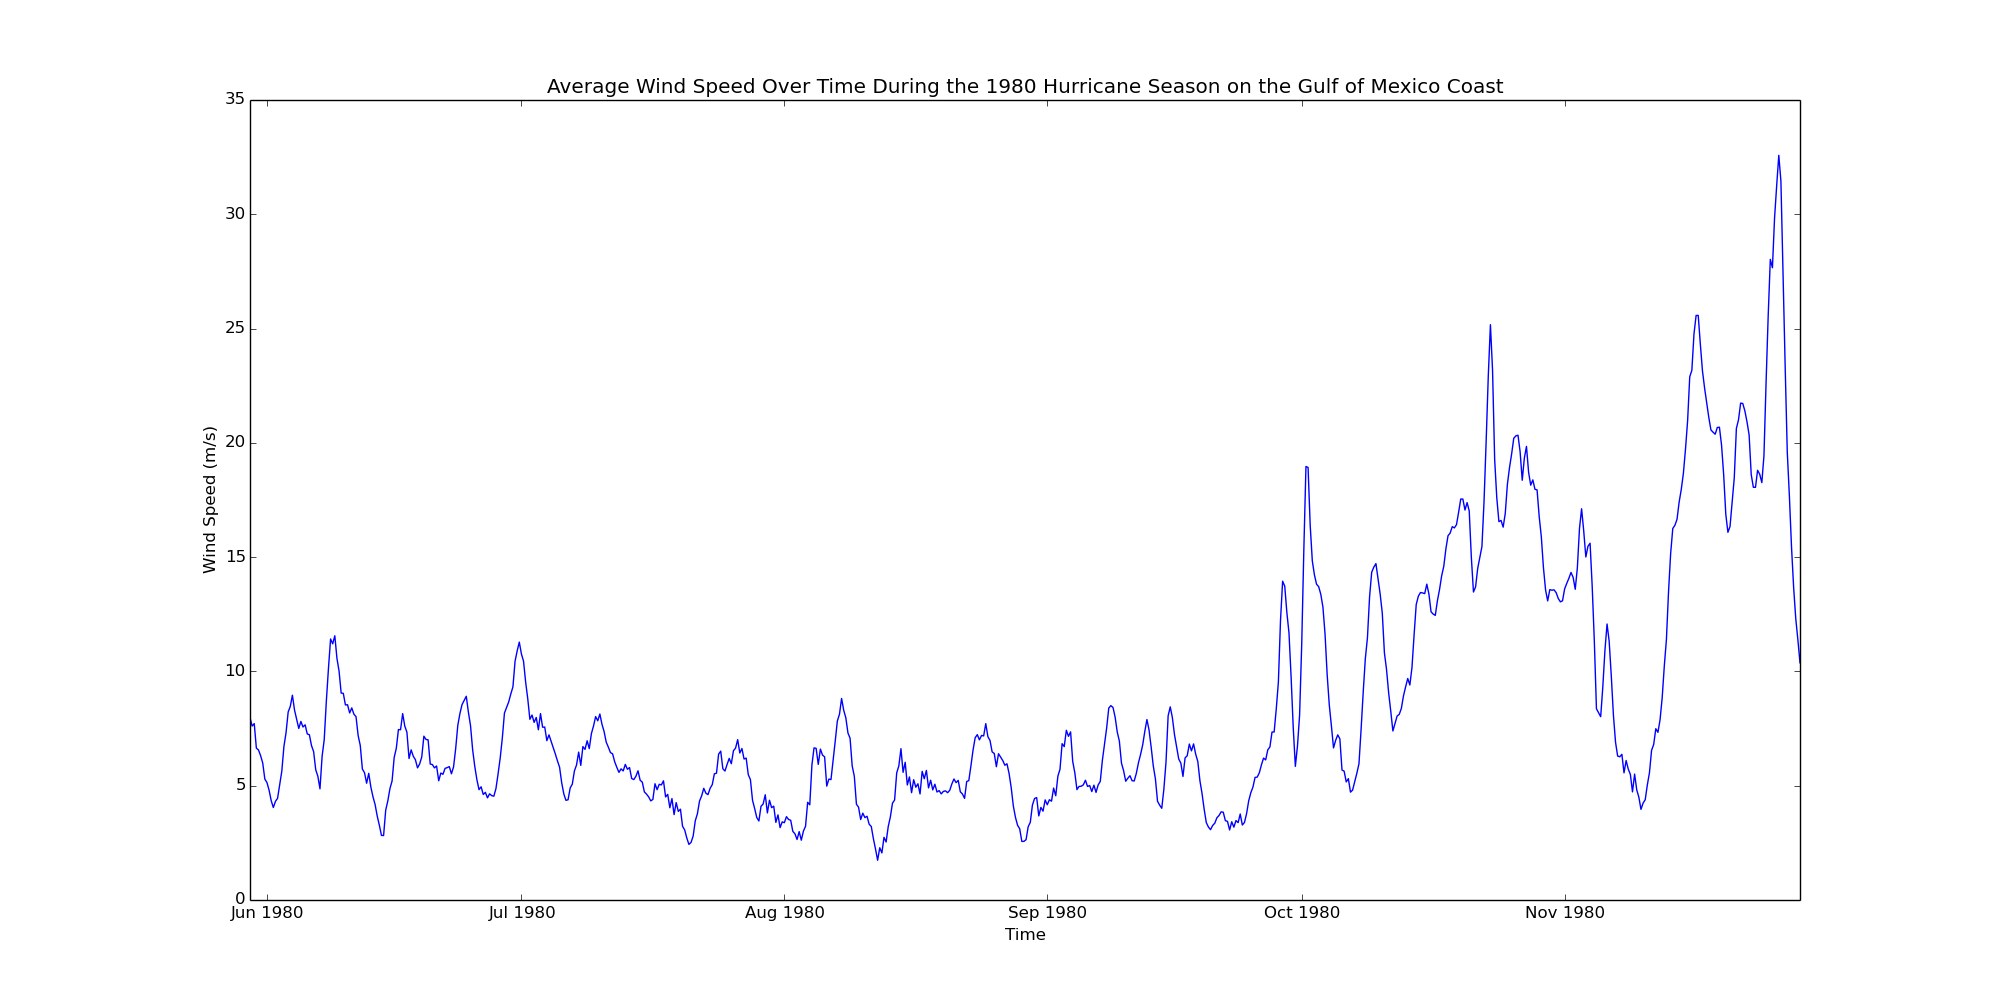 Average Wind Speed Over Time During the 1980 Hurricane Season on the Gulf of Mexico Coast
35
30
25
20
15
10
5
0
Wind Speed (m/s)
Jun 1980 Jul 1980 Aug 1980 Sep 1980 Oct 1980 Nov 1980
Time